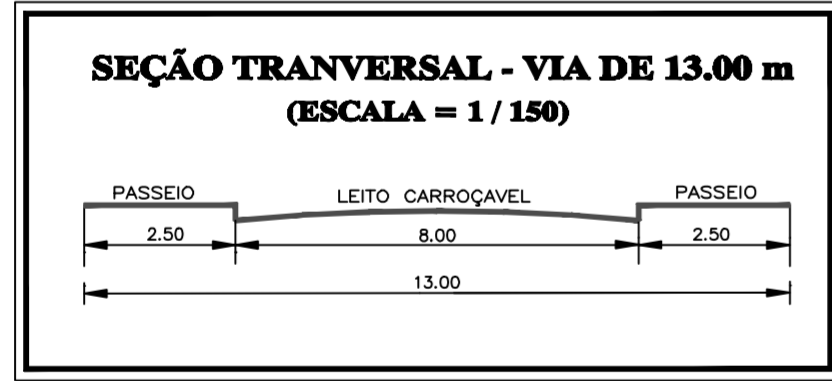 SEÇÃO TRANVERSAL - VIA DE 13.00 m
(ESCALA = 1 / 150)
PASSEIO LEITO CARROÇAVEL PASSEIO
2.50 8.00 2.50
13.00